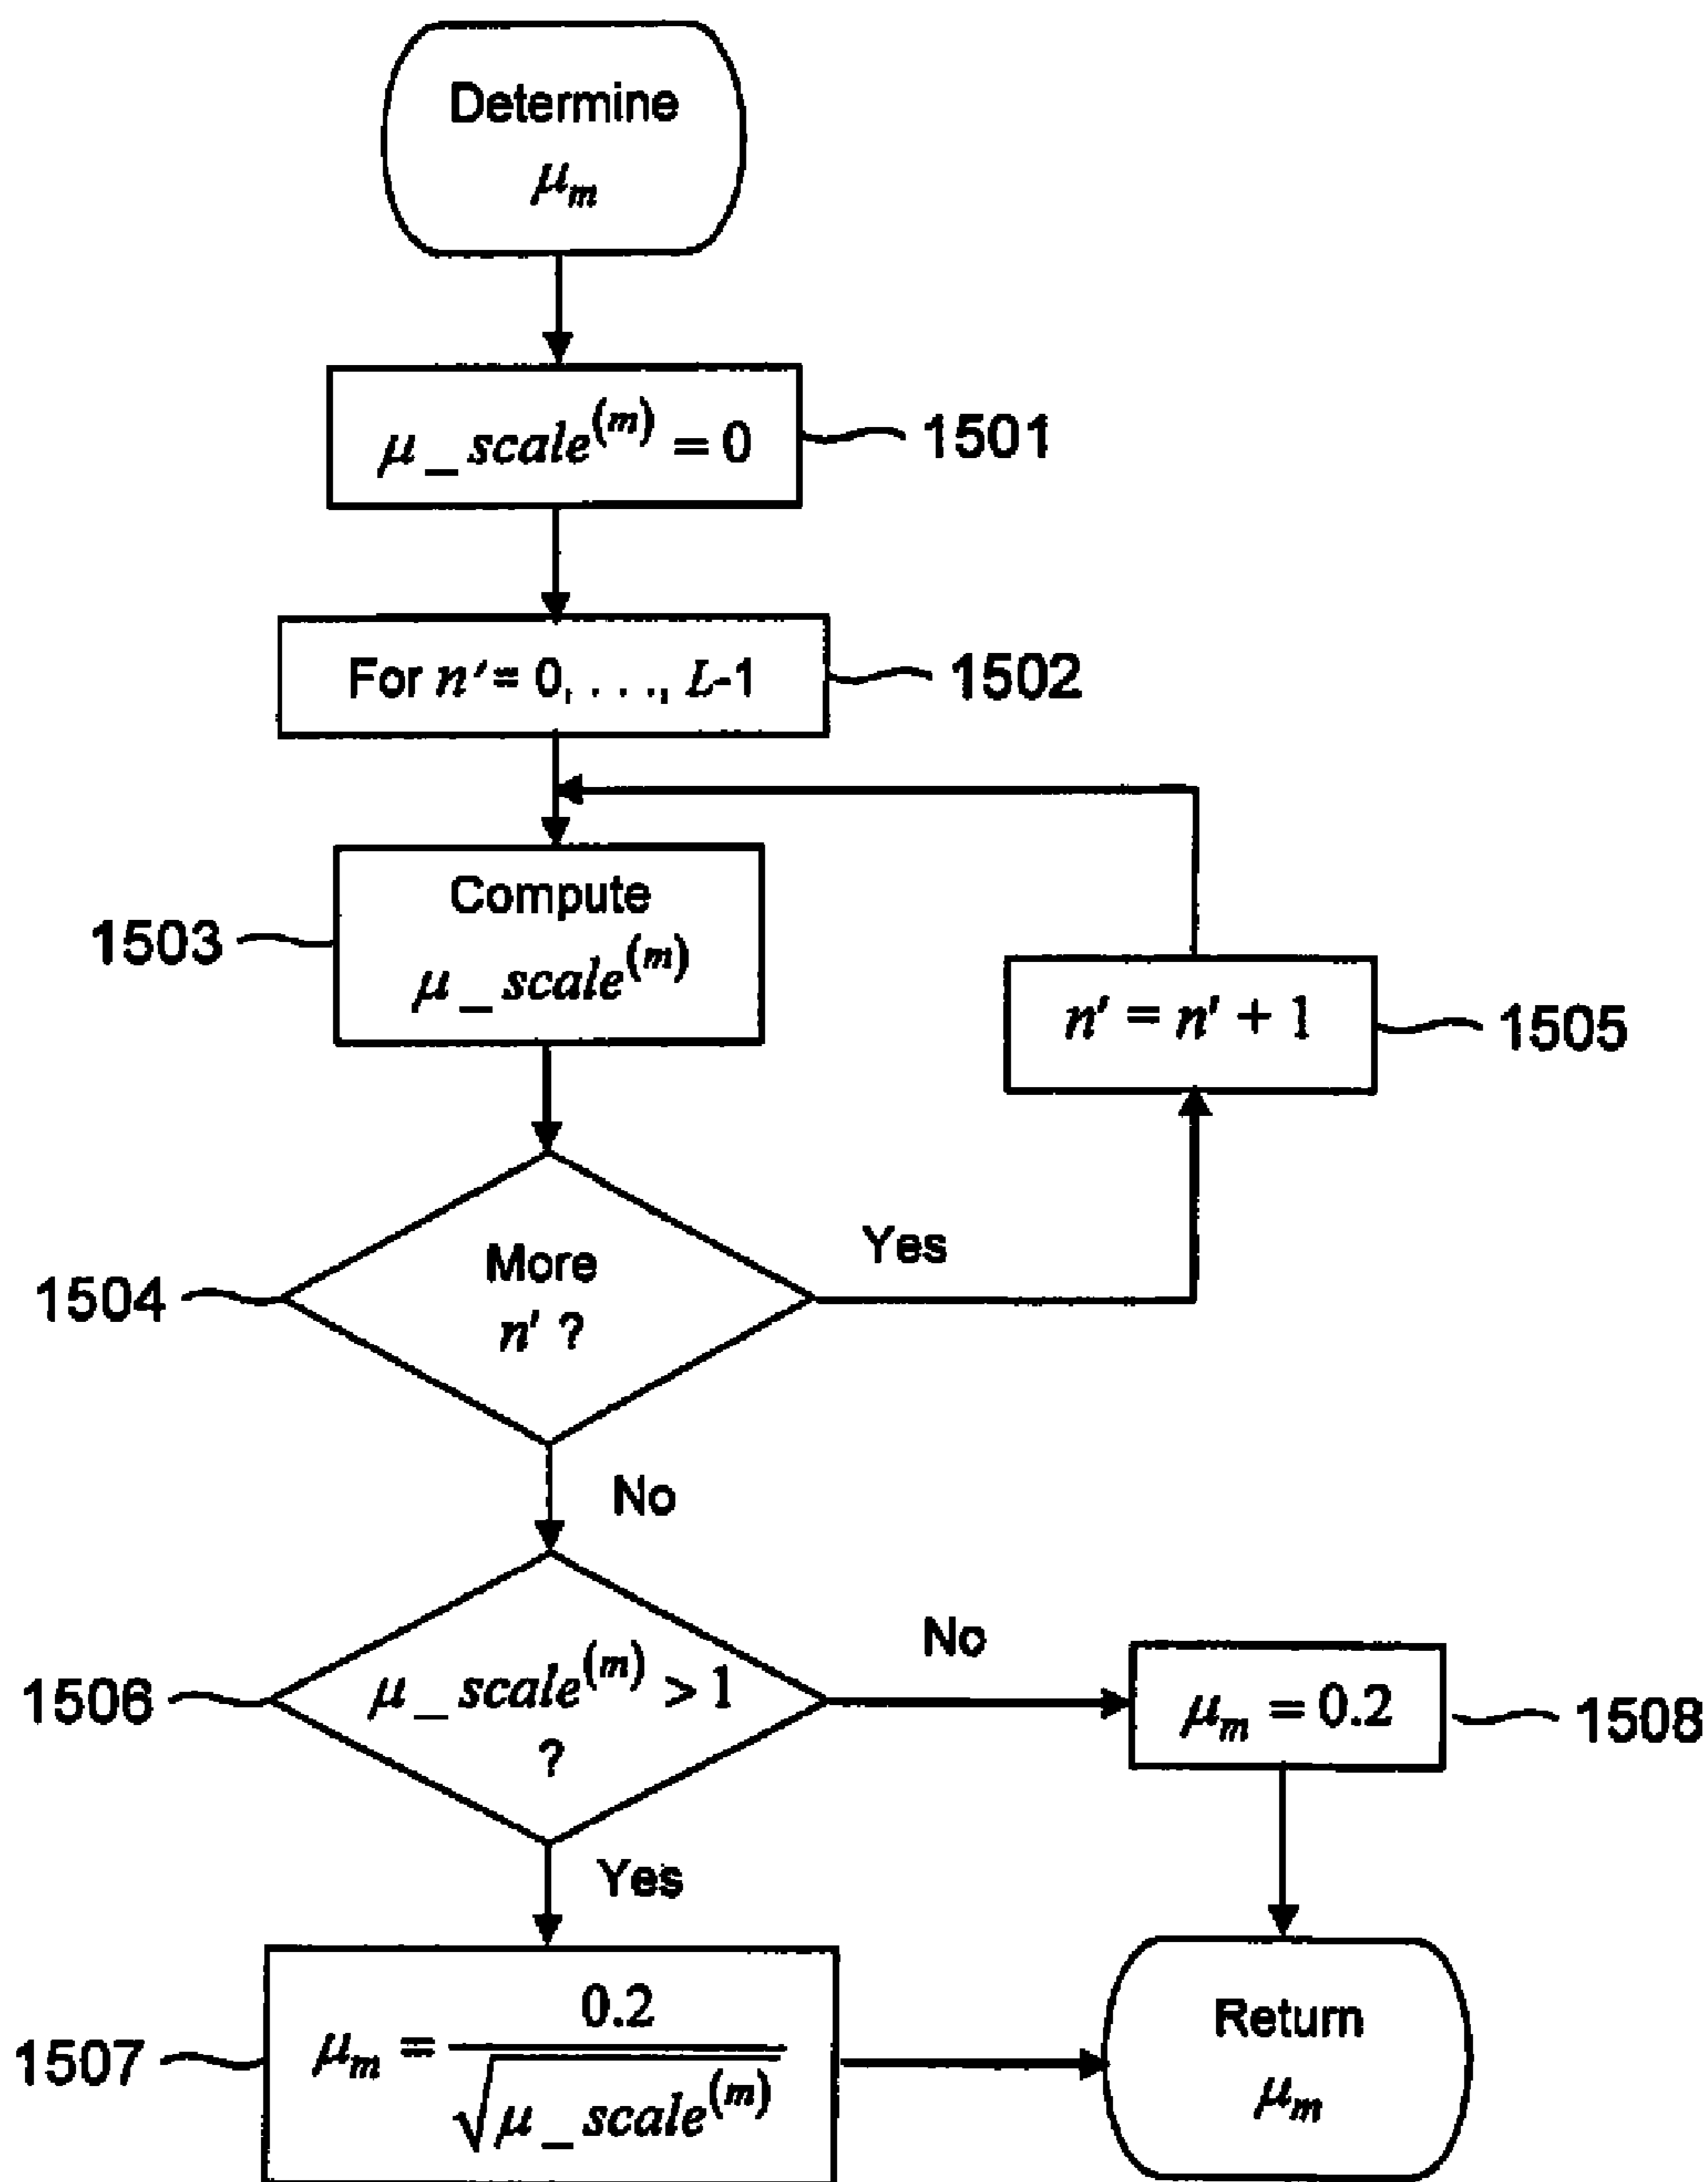 Determine
μₘ
μ_scale⁽ᵐ⁾ = 0
1501
For n' = 0, . . ., L-1
1502
Compute
μ_scale⁽ᵐ⁾
1503
n' = n' + 1
1505
More
n' ?
1504
Yes
No
μ_scale⁽ᵐ⁾ > 1
?
1506
No
μₘ = 0.2
1508
Yes
μₘ = 0.2 / √μ_scale⁽ᵐ⁾
1507
Return
μₘ